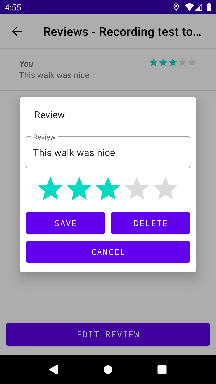 4:55
Reviews - Recording test to...
You
This walk was nice
Review
Review
This walk was nice
SAVE
DELETE
CANCEL
EDIT REVIEW